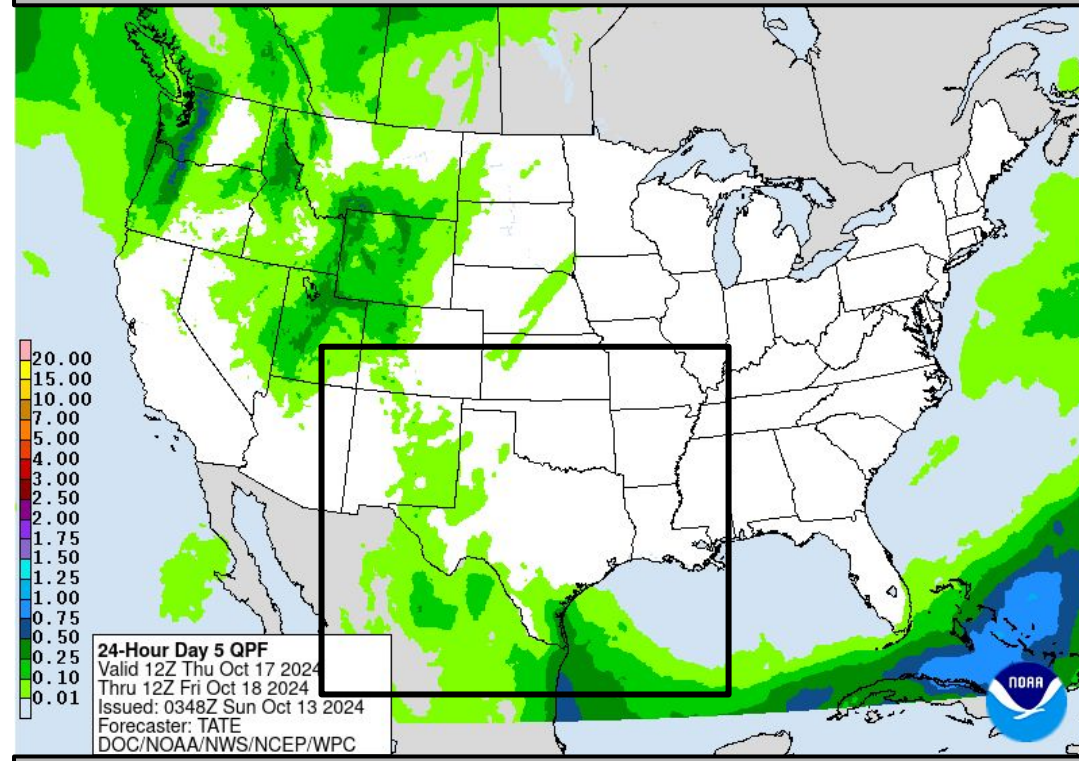 20.00
15.00
10.00
7.00
5.00
4.00
3.00
2.50
2.00
1.75
1.50
1.25
1.00
0.75
0.50
0.25
0.10
0.01
24-Hour Day 5 QPF
Valid 12Z Thu Oct 17 2024
Thru 12Z Fri Oct 18 2024
Issued: 0348Z Sun Oct 13 2024
Forecaster: TATE
DOC/NOAA/NWS/NCEP/WPC
NOAA